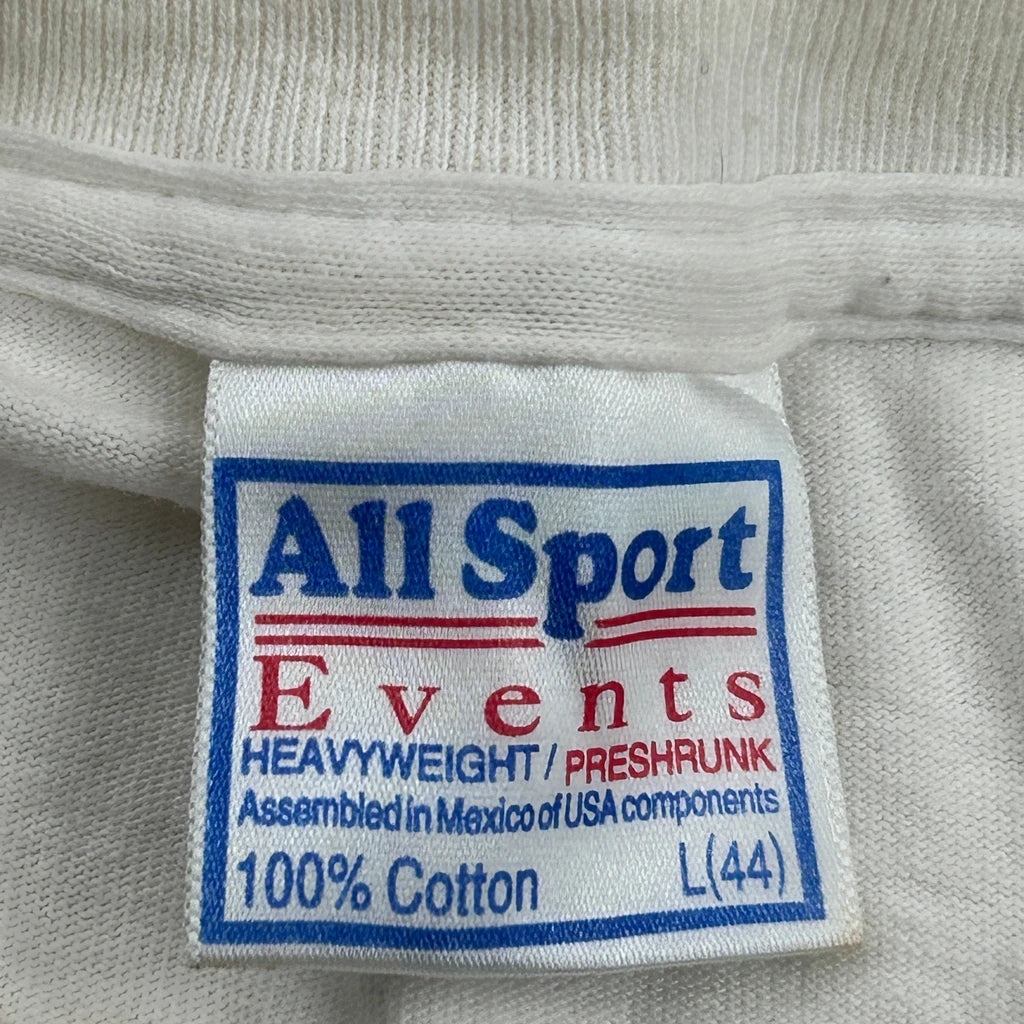 All Sport
Events
HEAVYWEIGHT / PRESHRUNK
Assembled in Mexico of USA components
100% Cotton L(44)